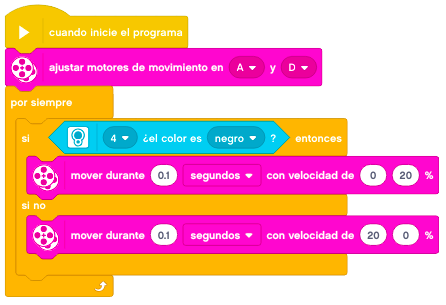 cuando inicie el programa
ajustar motores de movimiento en A y D
por siempre
si 4 ¿el color es negro ? entonces
mover durante 0.1 segundos con velocidad de 0 20 %
si no
mover durante 0.1 segundos con velocidad de 20 0 %